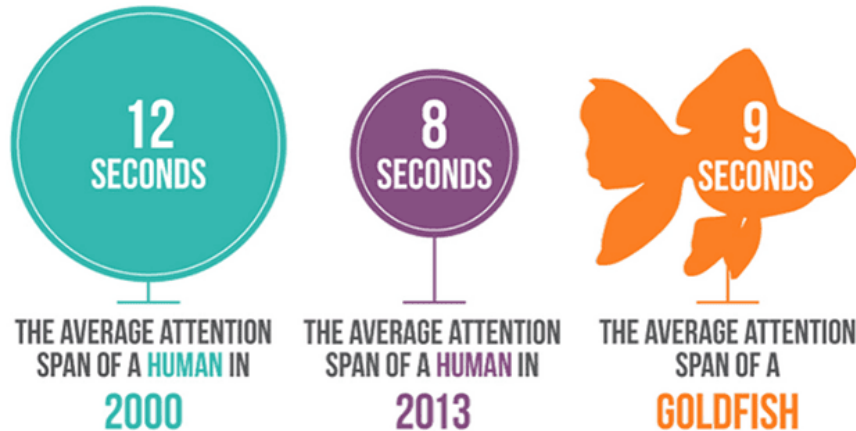 12
SECONDS
THE AVERAGE ATTENTION
SPAN OF A HUMAN IN
2000
8
SECONDS
THE AVERAGE ATTENTION
SPAN OF A HUMAN IN
2013
9
SECONDS
THE AVERAGE ATTENTION
SPAN OF A
GOLDFISH